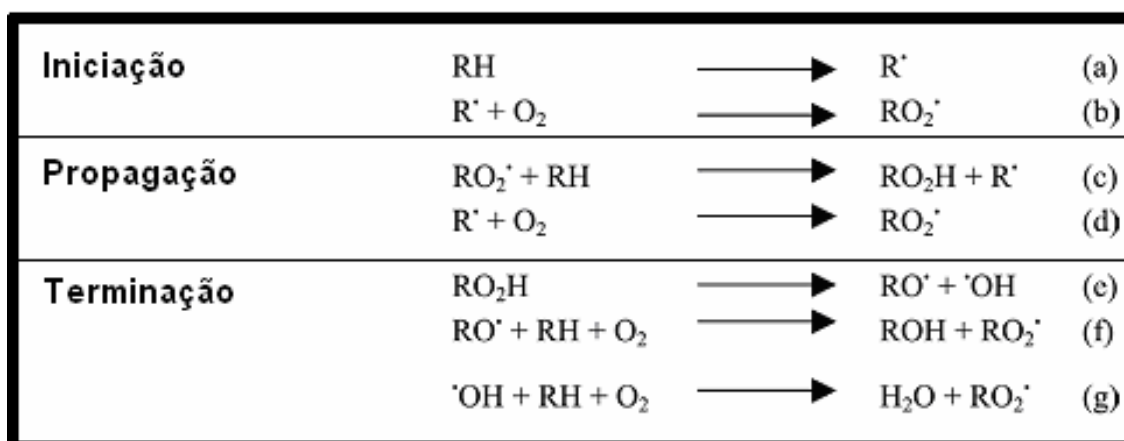 Iniciação RH ⟶ R˙ (a)
R˙ + O₂ ⟶ RO₂˙ (b)
Propagação RO₂˙ + RH ⟶ RO₂H + R˙ (c)
R˙ + O₂ ⟶ RO₂˙ (d)
Terminação RO₂H ⟶ RO˙ + ˙OH (e)
RO˙ + RH + O₂ ⟶ ROH + RO₂˙ (f)
˙OH + RH + O₂ ⟶ H₂O + RO₂˙ (g)